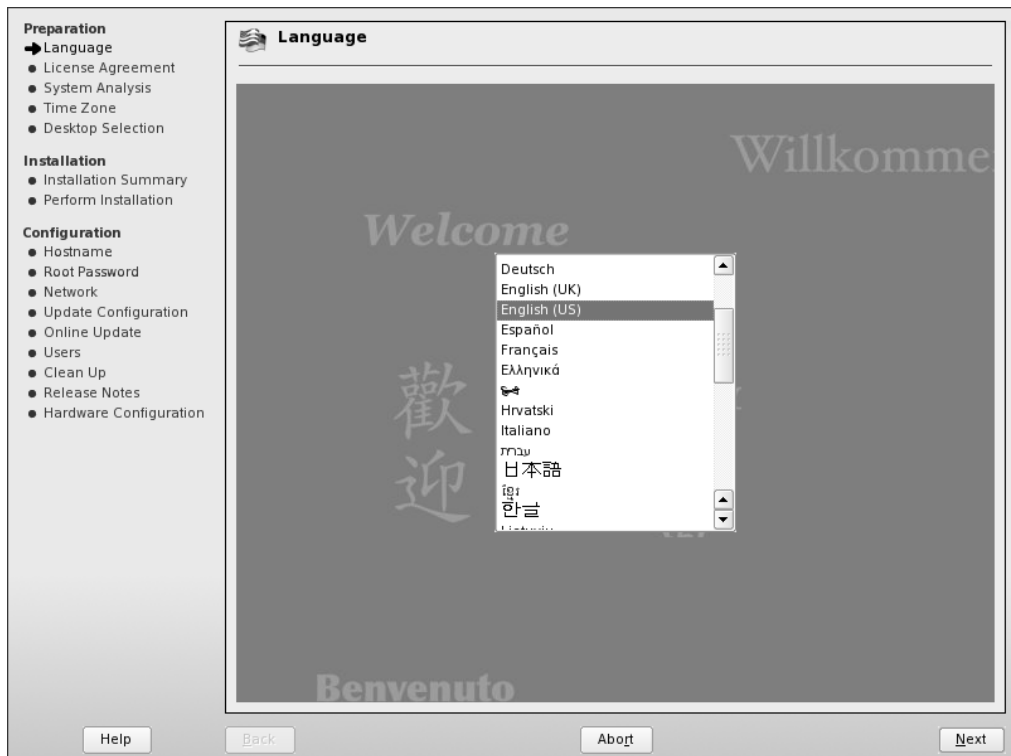 Preparation
Language
License Agreement
System Analysis
Time Zone
Desktop Selection
Installation
Installation Summary
Perform Installation
Configuration
Hostname
Root Password
Network
Update Configuration
Online Update
Users
Clean Up
Release Notes
Hardware Configuration
Language
Willkomme
Welcome
歡
迎
Benvenuto
Deutsch
English (UK)
English (US)
Español
Français
Ελληνικά
Hrvatski
Italiano
עברית
日本語
ខ្មែរ
한글
Help
Back
Abort
Next